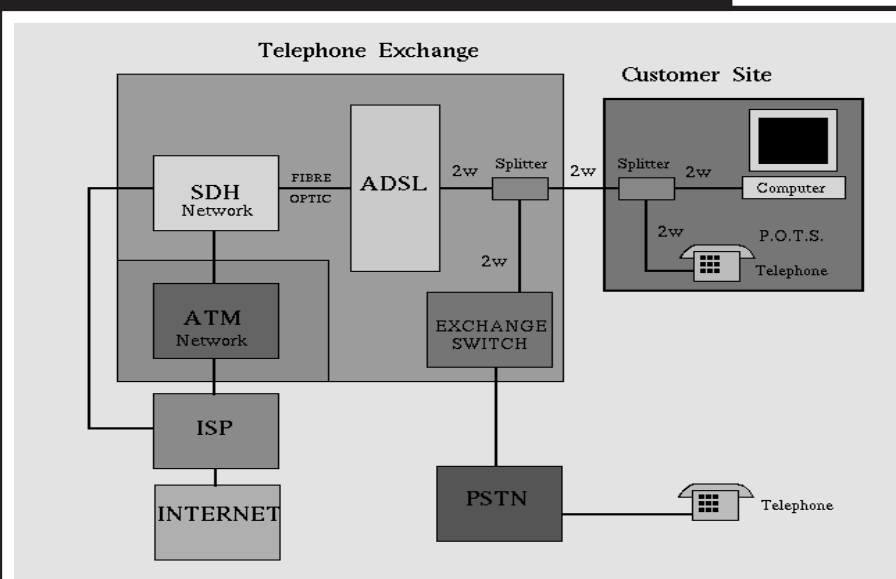 Telephone Exchange
Customer Site
SDH
Network
FIBRE
OPTIC
ADSL
2w
Splitter
2w
Splitter
2w
Computer
2w
2w
P.O.T.S.
Telephone
ATM
Network
EXCHANGE
SWITCH
ISP
INTERNET
PSTN
Telephone